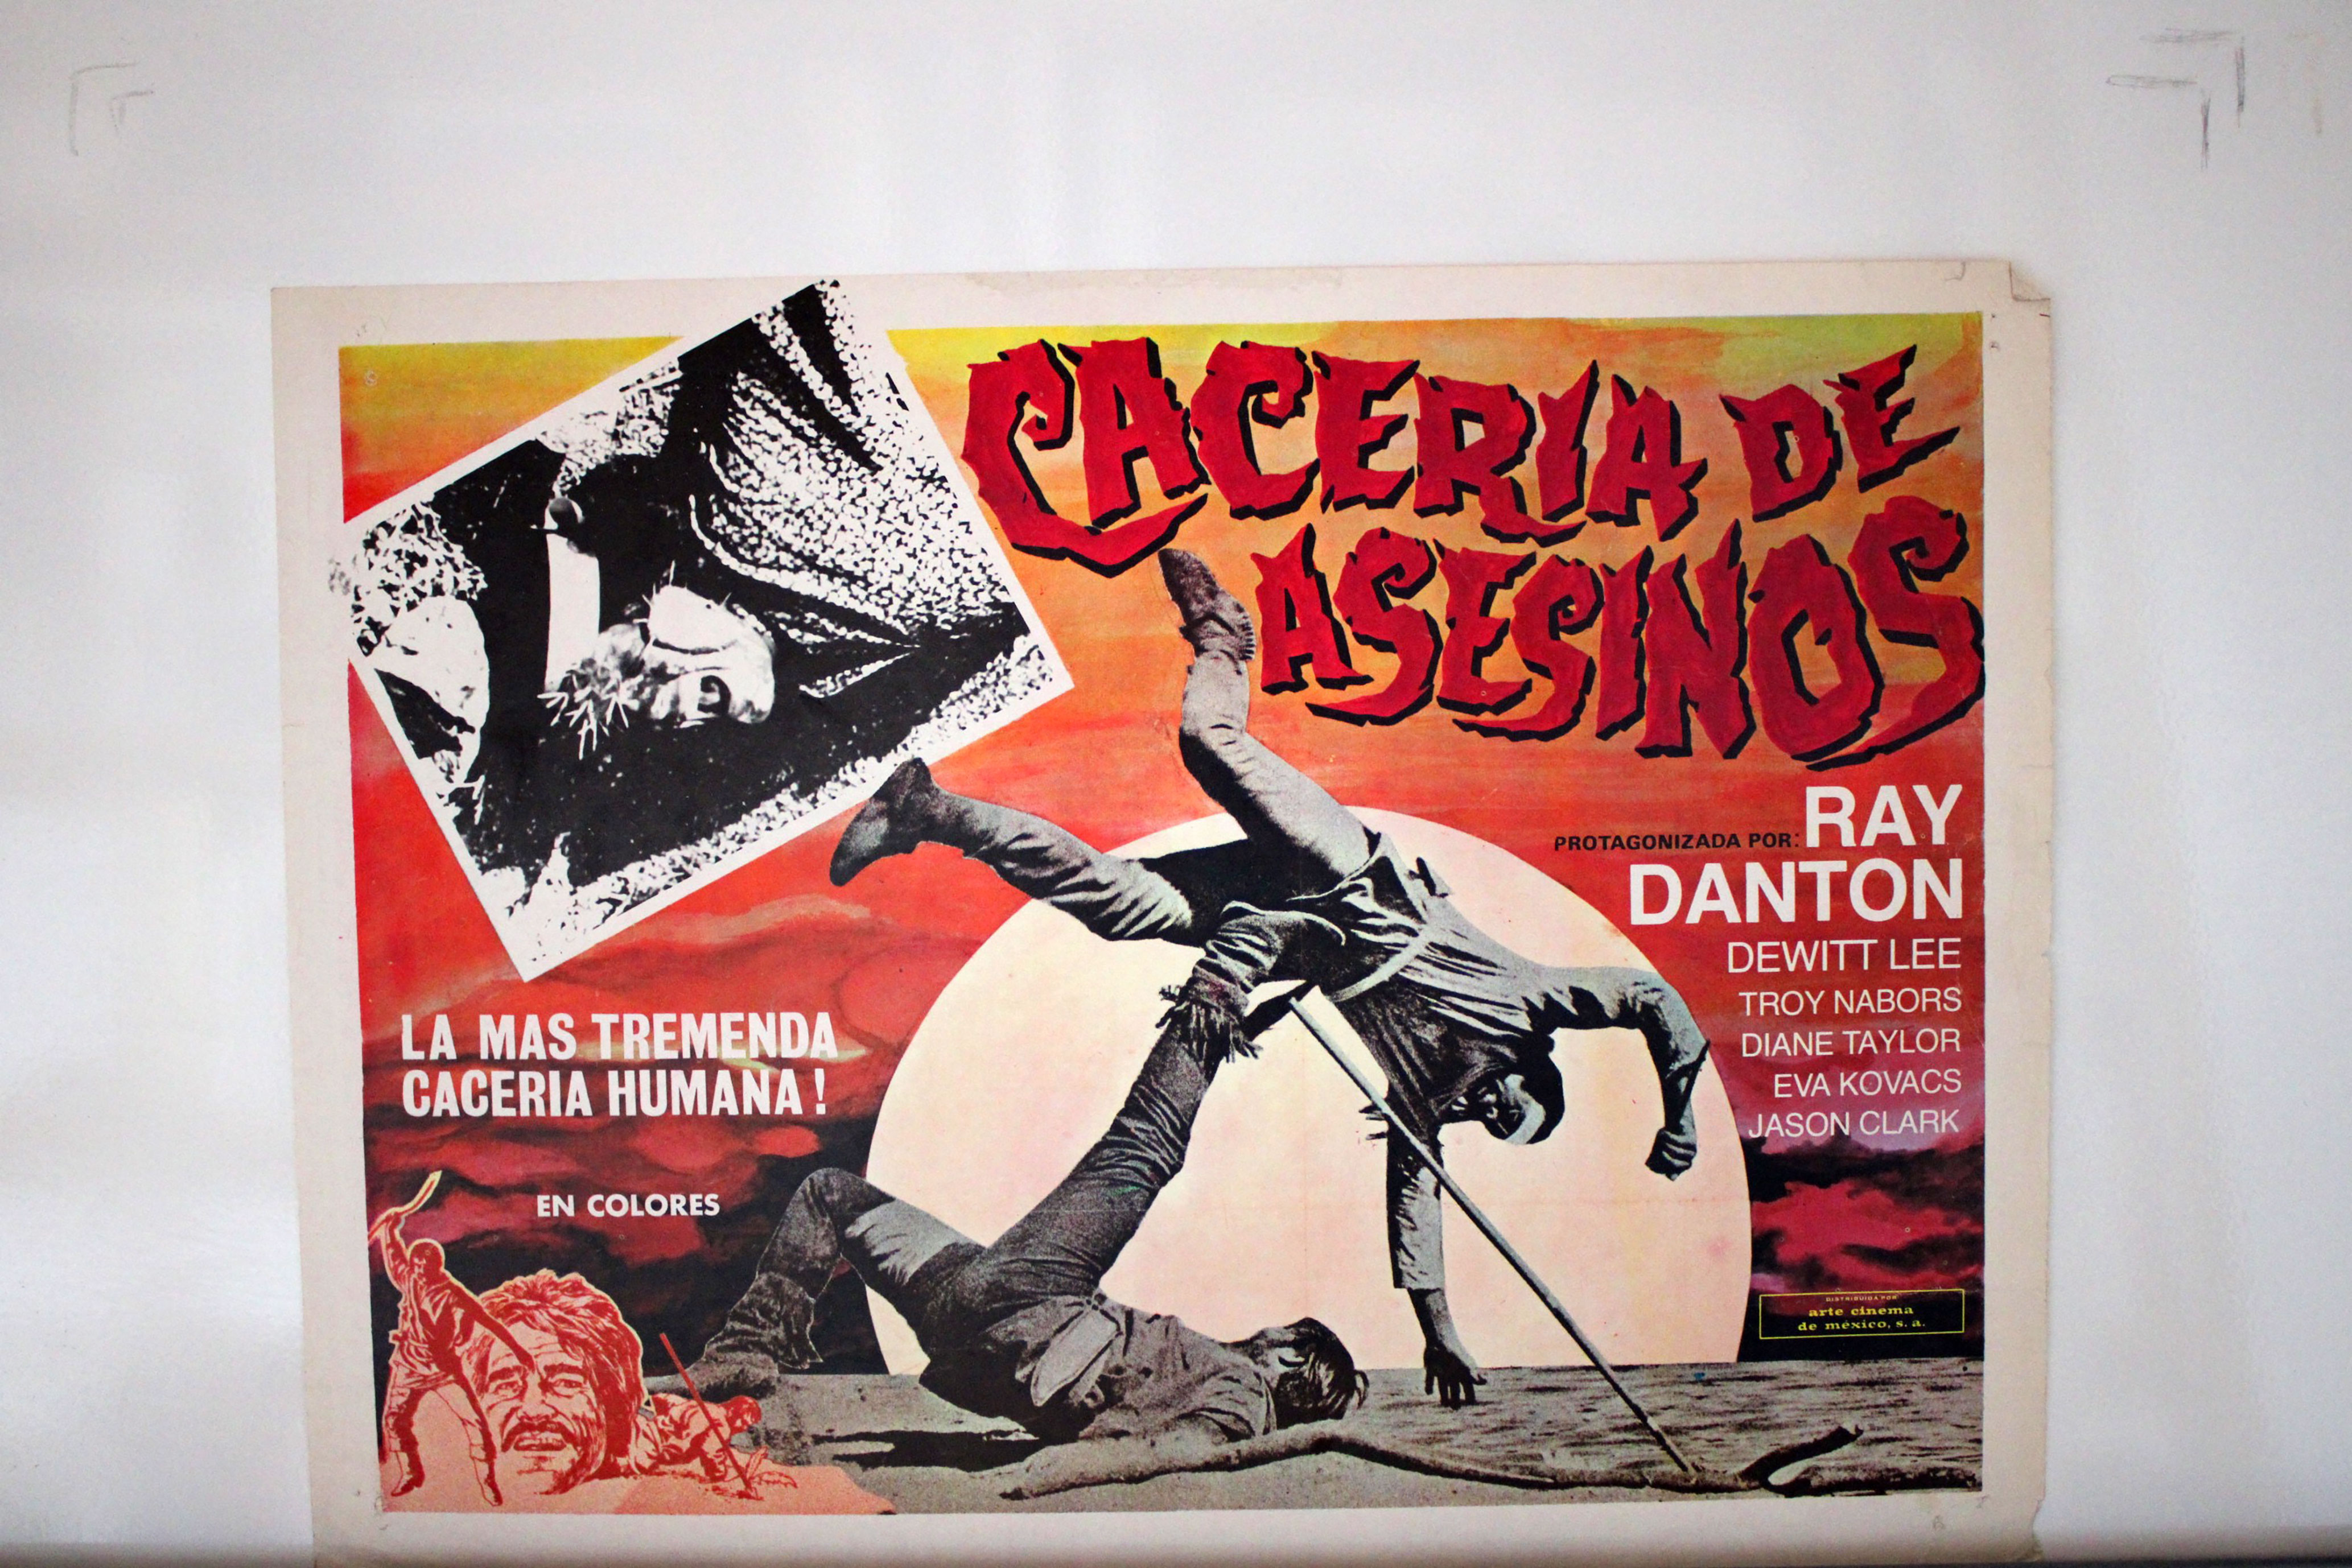 CACERIA DE
ASESINOS
PROTAGONIZADA POR: RAY
DANTON
DEWITT LEE
TROY NABORS
DIANE TAYLOR
EVA KOVACS
JASON CLARK
LA MAS TREMENDA
CACERIA HUMANA!
EN COLORES
DISTRIBUIDA POR
arte cinema
de méxico, s. a.